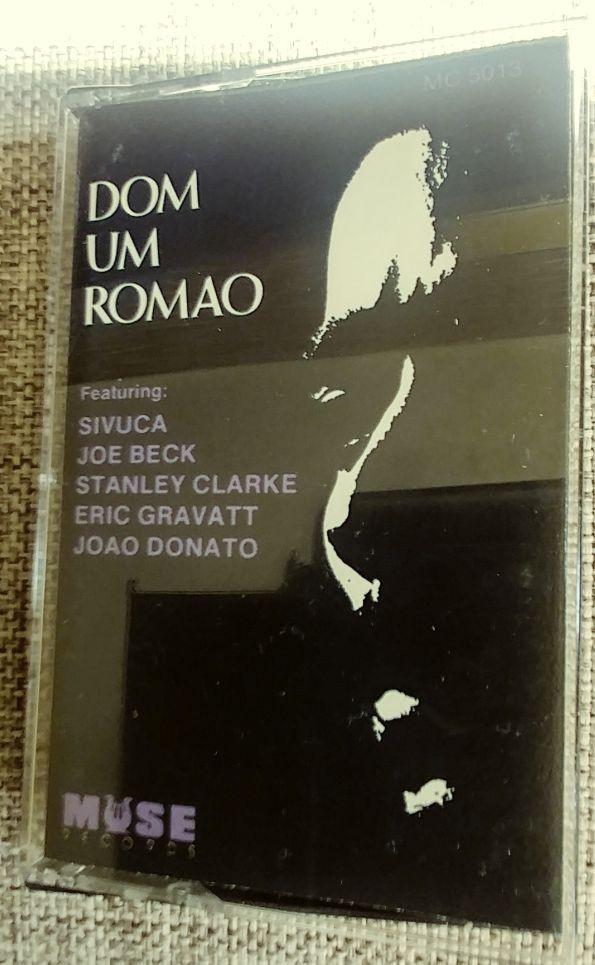 MC 5013
DOM
UM
ROMAO
Featuring:
SIVUCA
JOE BECK
STANLEY CLARKE
ERIC GRAVATT
JOAO DONATO
MUSE
RECORDS